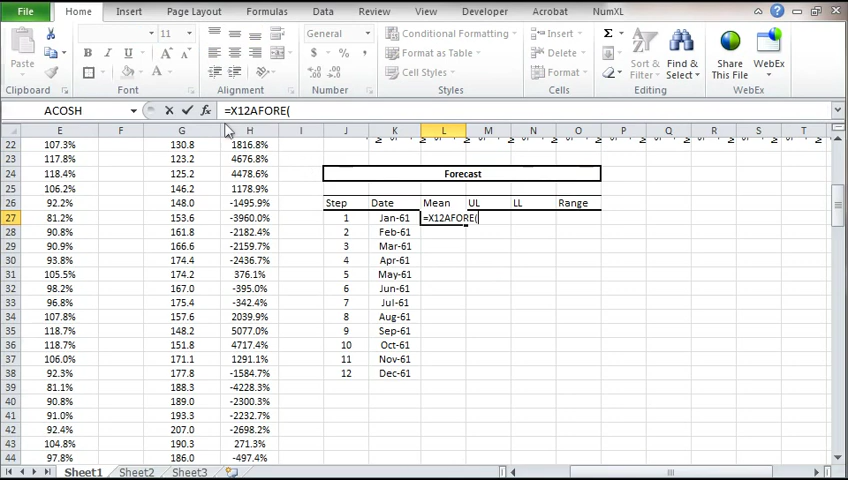 File Home Insert Page Layout Formulas Data Review View Developer Acrobat NumXL
Paste Clipboard
11 B I U A Font
Alignment
General $ % , Number
Conditional Formatting Format as Table Cell Styles Styles
Insert Delete Format Cells
Σ Sort & Filter Find & Select Editing
Share This File WebEx
WebEx WebEx
ACOSH fx =X12AFORE(
E F G H I J K L M N O P Q R S T
22 107.3% 130.8 1816.8%
23 117.8% 123.2 4676.8%
24 118.4% 125.2 4478.6% Forecast
25 106.2% 146.2 1178.9%
26 92.2% 148.0 -1495.9% Step Date Mean UL LL Range
27 81.2% 153.6 -3960.0% 1 Jan-61 =X12AFORE(
28 90.9% 144.8 -2182.4% 2 Feb-61
29 90.9% 166.6 -2159.7% 3 Mar-61
30 93.8% 174.4 -2436.7% 4 Apr-61
31 105.5% 174.2 376.1% 5 May-61
32 98.2% 167.0 -395.0% 6 Jun-61
33 96.8% 175.4 -342.4% 7 Jul-61
34 107.8% 157.6 2039.9% 8 Aug-61
35 118.7% 148.2 5077.0% 9 Sep-61
36 118.7% 151.8 4717.4% 10 Oct-61
37 106.0% 171.1 1291.1% 11 Nov-61
38 92.3% 177.8 -1584.7% 12 Dec-61
39 81.1% 188.3 -4228.3%
40 90.8% 189.0 -2300.3%
41 91.0% 193.3 -2232.7%
42 92.4% 207.0 -2698.2%
43 104.8% 190.3 271.3%
44 97.8% 186.0 -497.4%
Sheet1 Sheet2 Sheet3